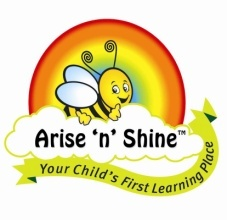 Arise ‘n’ Shine™
Your Child's First Learning Place